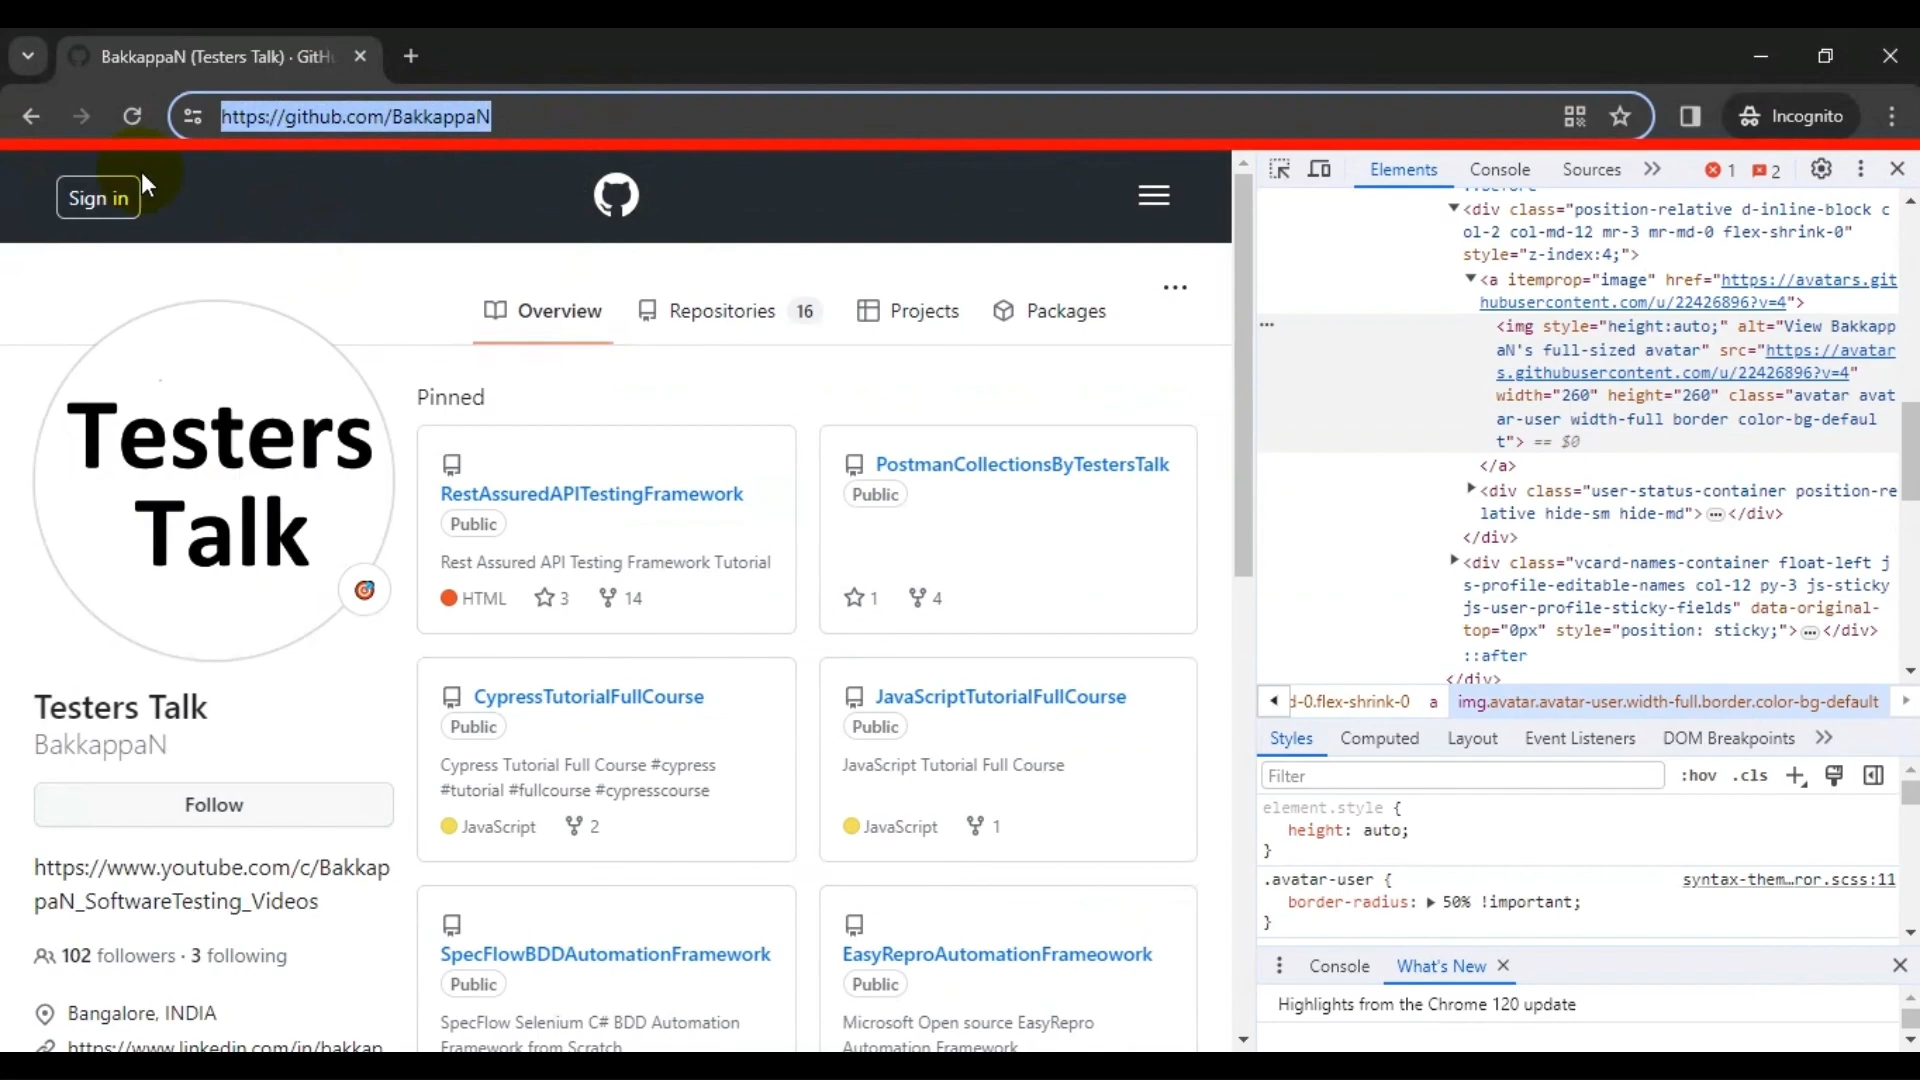 BakkappaN (Testers Talk) · GitHu
https://github.com/BakkappaN
Incognito
Sign in
Overview
Repositories 16
Projects
Packages
Testers
Talk
Testers Talk
BakkappaN
Follow
https://www.youtube.com/c/Bakkap
paN_SoftwareTesting_Videos
102 followers · 3 following
Bangalore, INDIA
https://www.linkedin.com/in/bakkap
Pinned
RestAssuredAPITestingFramework
Public
Rest Assured API Testing Framework Tutorial
HTML 3 14
PostmanCollectionsByTestersTalk
Public
1 4
CypressTutorialFullCourse
Public
Cypress Tutorial Full Course #cypress
#tutorial #fullcourse #cypresscourse
JavaScript 2
JavaScriptTutorialFullCourse
Public
JavaScript Tutorial Full Course
JavaScript 1
SpecFlowBDDAutomationFramework
Public
SpecFlow Selenium C# BDD Automation
Framework from Scratch
EasyReproAutomationFrameowork
Public
Microsoft Open source EasyRepro
Automation Framework
Elements Console Sources 1 2
::before
<div class="position-relative d-inline-block c
ol-2 col-md-12 mr-3 mr-md-0 flex-shrink-0"
style="z-index:4;">
<a itemprop="image" href="https://avatars.git
hubusercontent.com/u/22426896?v=4">
<img style="height:auto;" alt="View Bakkapp
aN's full-sized avatar" src="https://avatar
s.githubusercontent.com/u/22426896?v=4"
width="260" height="260" class="avatar avat
ar-user width-full border color-bg-defaul
t"> == $0
</a>
<div class="user-status-container position-re
lative hide-sm hide-md"> … </div>
</div>
<div class="vcard-names-container float-left j
s-profile-editable-names col-12 py-3 js-sticky
js-user-profile-sticky-fields" data-original-
top="0px" style="position: sticky;"> … </div>
::after
</div>
d-0.flex-shrink-0 a img.avatar.avatar-user.width-full.border.color-bg-default
Styles Computed Layout Event Listeners DOM Breakpoints
Filter :hov .cls
element.style {
height: auto;
}
.avatar-user { syntax-them…ror.scss:11
border-radius: 50% !important;
}
Console What's New
Highlights from the Chrome 120 update